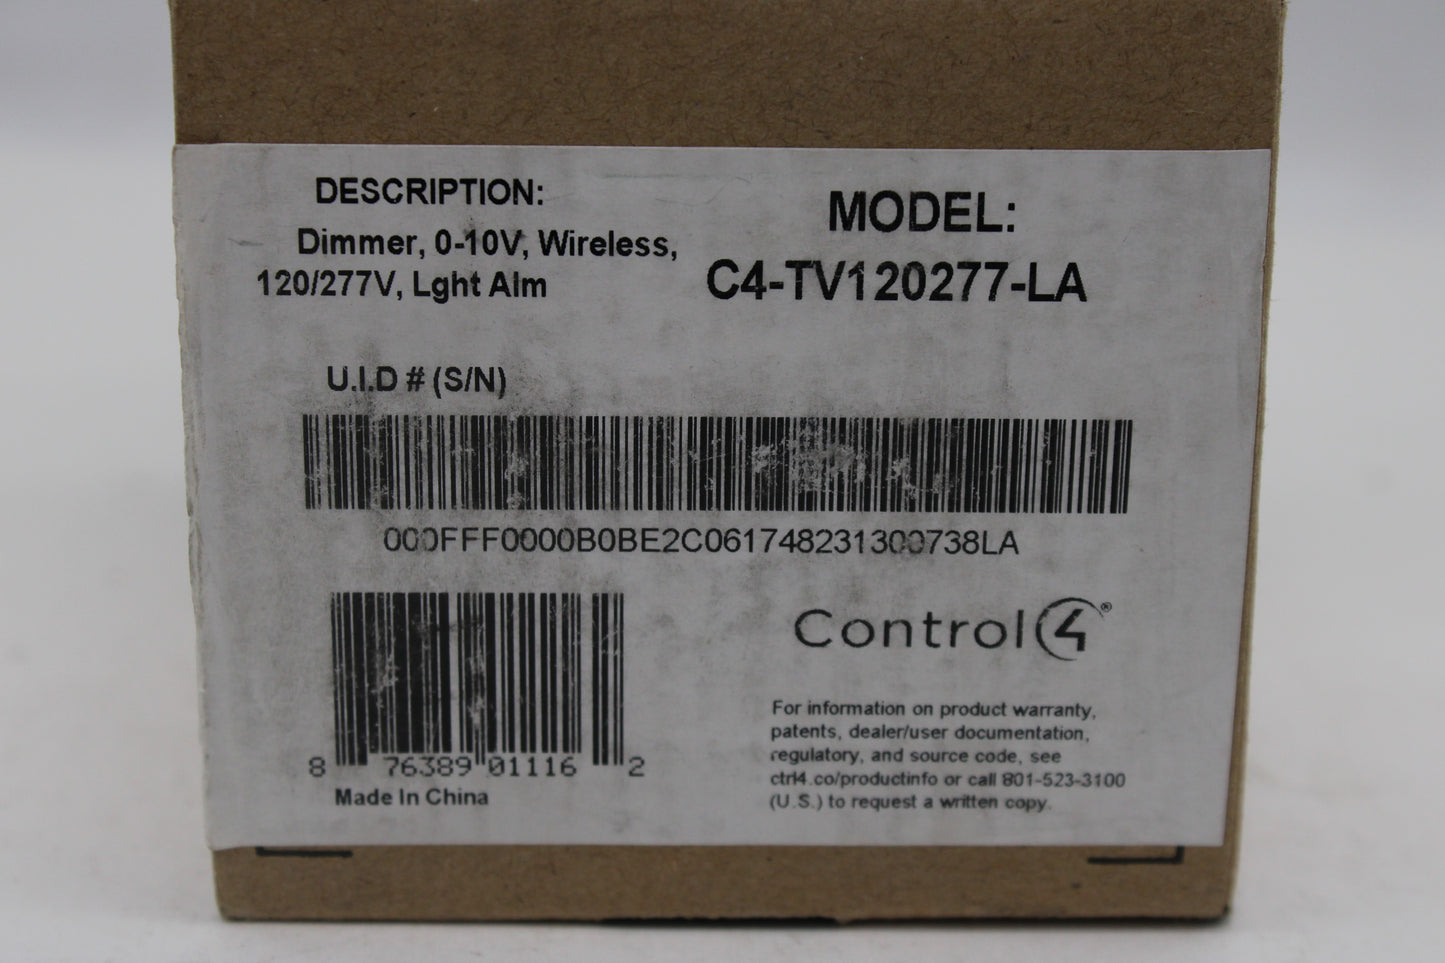 DESCRIPTION:
Dimmer, 0-10V, Wireless,
120/277V, Lght Alm
MODEL:
C4-TV120277-LA
U.I.D # (S/N)
000FFF0000B0BE2C061748231300738LA
8 76389 01116 2
Made In China
Control4®
For information on product warranty,
patents, dealer/user documentation,
regulatory, and source code, see
ctrl4.co/productinfo or call 801-523-3100
(U.S.) to request a written copy.